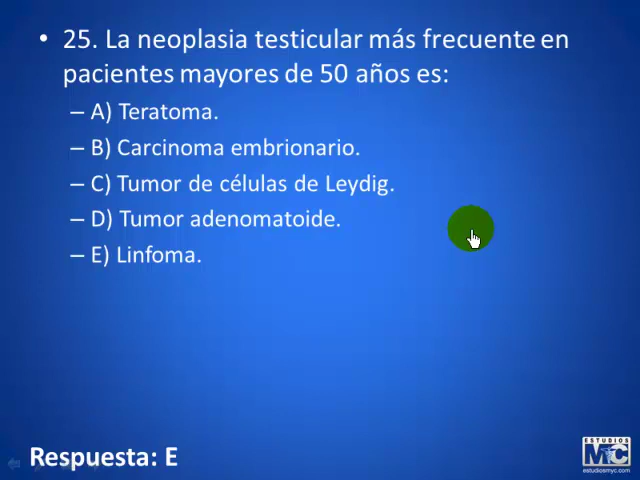 • 25. La neoplasia testicular más frecuente en
pacientes mayores de 50 años es:
– A) Teratoma.
– B) Carcinoma embrionario.
– C) Tumor de células de Leydig.
– D) Tumor adenomatoide.
– E) Linfoma.
Respuesta: E
ESTUDIOS
MyC
estudiosmyc.com